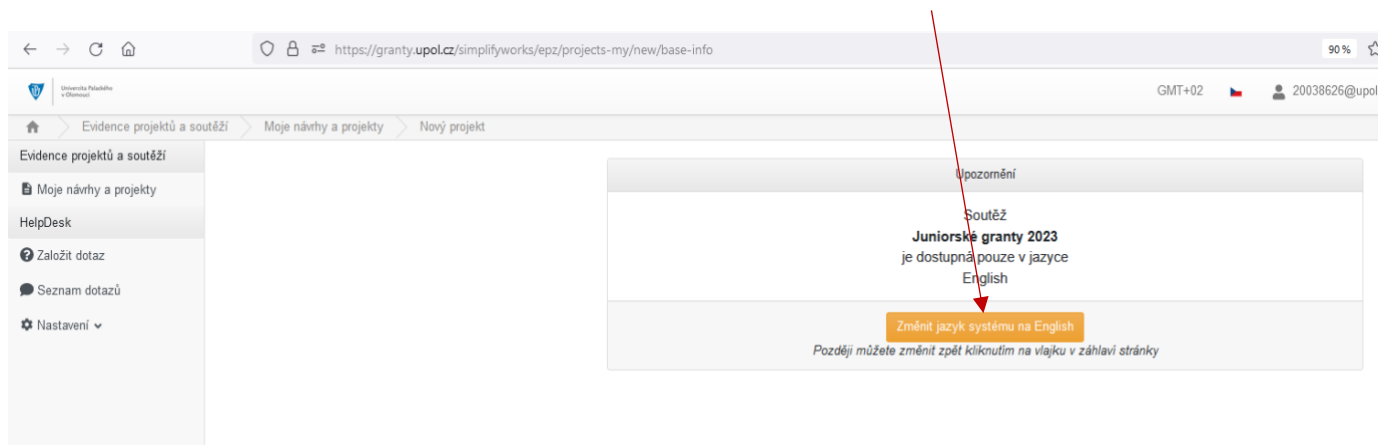 https://granty.upol.cz/simplifyworks/epz/projects-my/new/base-info
90 %
Univerzita Palackého
v Olomouci
GMT+02
20038626@upol
Evidence projektů a soutěží
Moje návrhy a projekty
Nový projekt
Evidence projektů a soutěží
Moje návrhy a projekty
HelpDesk
Založit dotaz
Seznam dotazů
Nastavení
Upozornění
Soutěž
Juniorské granty 2023
je dostupná pouze v jazyce
English
Změnit jazyk systému na English
Později můžete změnit zpět kliknutím na vlajku v záhlaví stránky